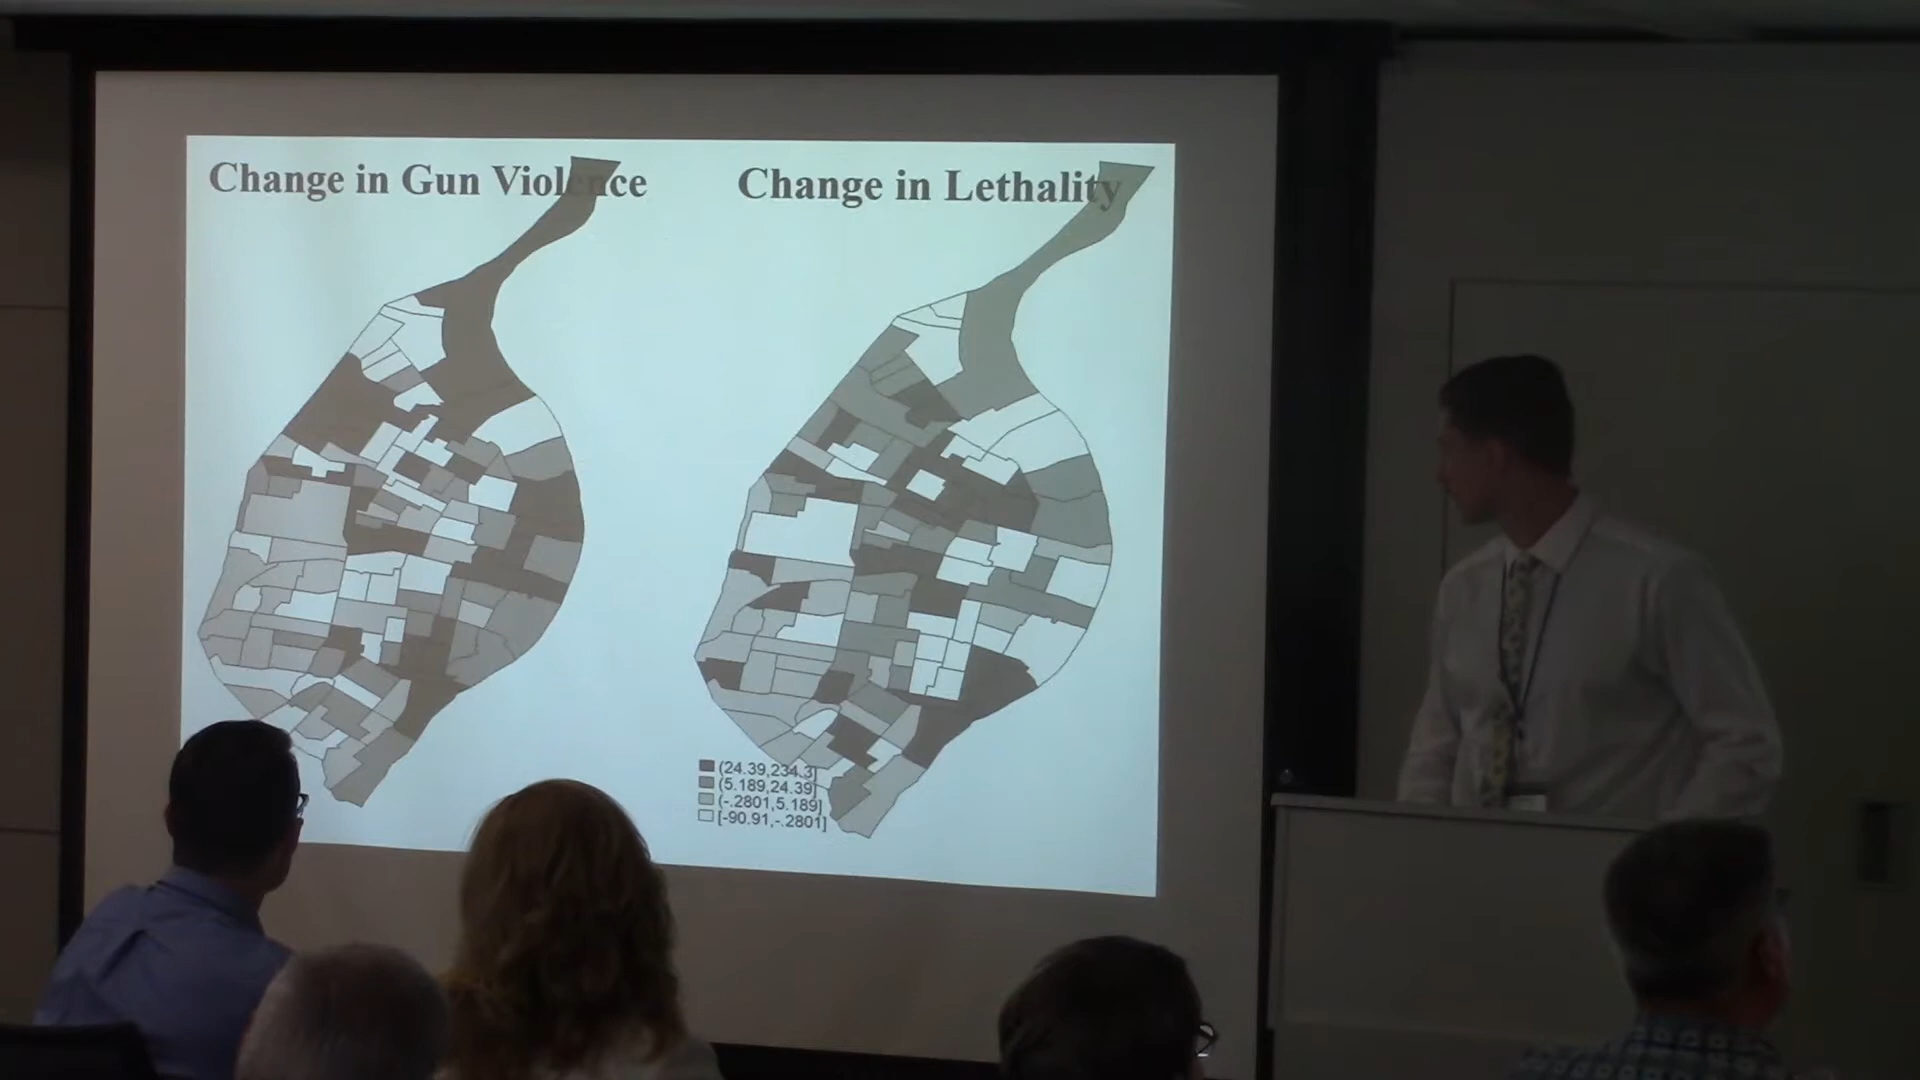 Change in Gun Violence
Change in Lethality
(24.39,234.3]
(5.189,24.39]
(-.2801,5.189]
[-90.91,-.2801]